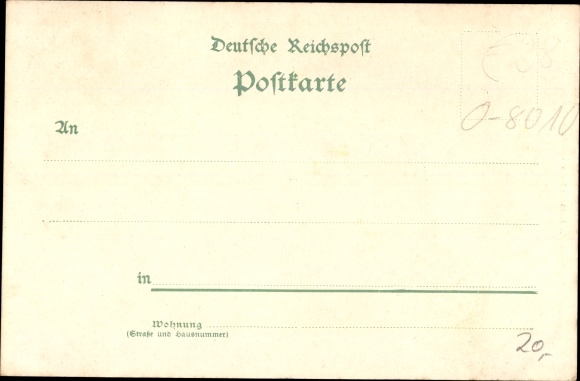 Deutsche Reichspost
Postkarte
O-8010
An
in
Wohnung
(Straße und Hausnummer)
20,-